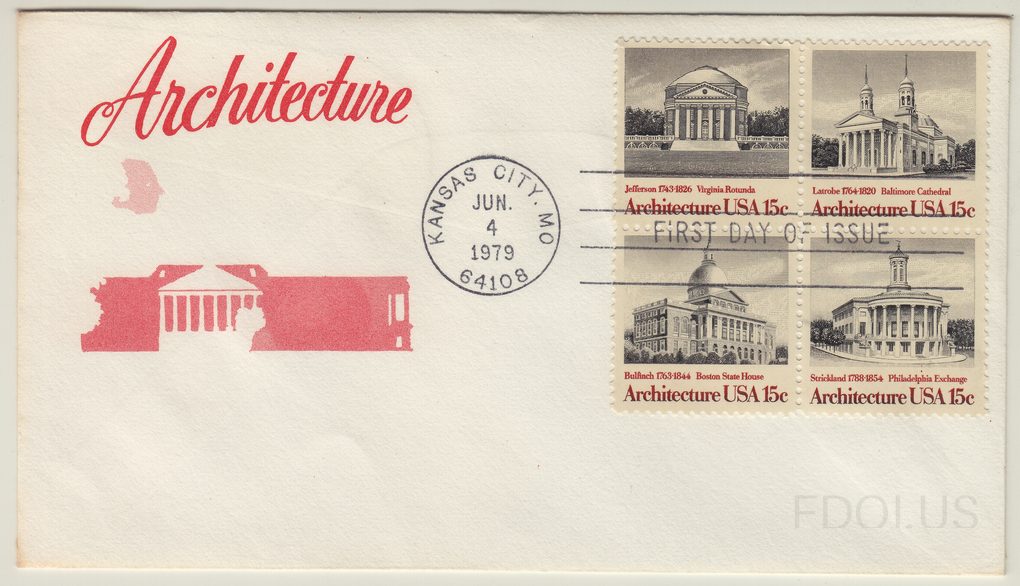 Architecture
KANSAS CITY, MO
JUN.
4
1979
64108
Jefferson 1743-1826 Virginia Rotunda
Architecture USA 15c
Latrobe 1764-1820 Baltimore Cathedral
Architecture USA 15c
FIRST DAY OF ISSUE
Bulfinch 1763-1844 Boston State House
Architecture USA 15c
Strickland 1788-1854 Philadelphia Exchange
Architecture USA 15c
FDOI.US